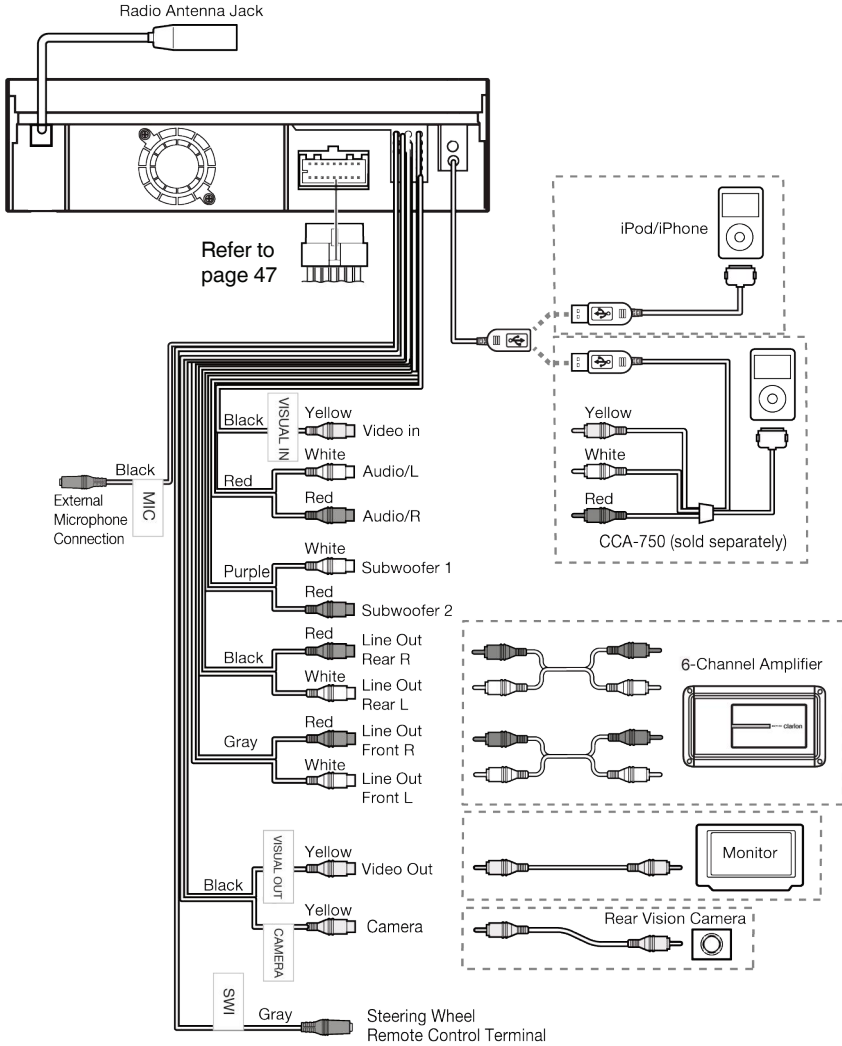 Radio Antenna Jack
Refer to
page 47
iPod/iPhone
Black
VISUAL IN
Yellow
Video in
White
Audio/L
Red
Red
Audio/R
Yellow
White
Red
CCA-750 (sold separately)
Black
MIC
External
Microphone
Connection
White
Subwoofer 1
Purple
Red
Subwoofer 2
Red
Line Out
Rear R
Black
White
Line Out
Rear L
Red
Line Out
Front R
Gray
White
Line Out
Front L
6-Channel Amplifier
Clarion
VISUAL OUT
Yellow
Video Out
Black
Yellow
Camera
CAMERA
Monitor
Rear Vision Camera
SWI
Gray
Steering Wheel
Remote Control Terminal